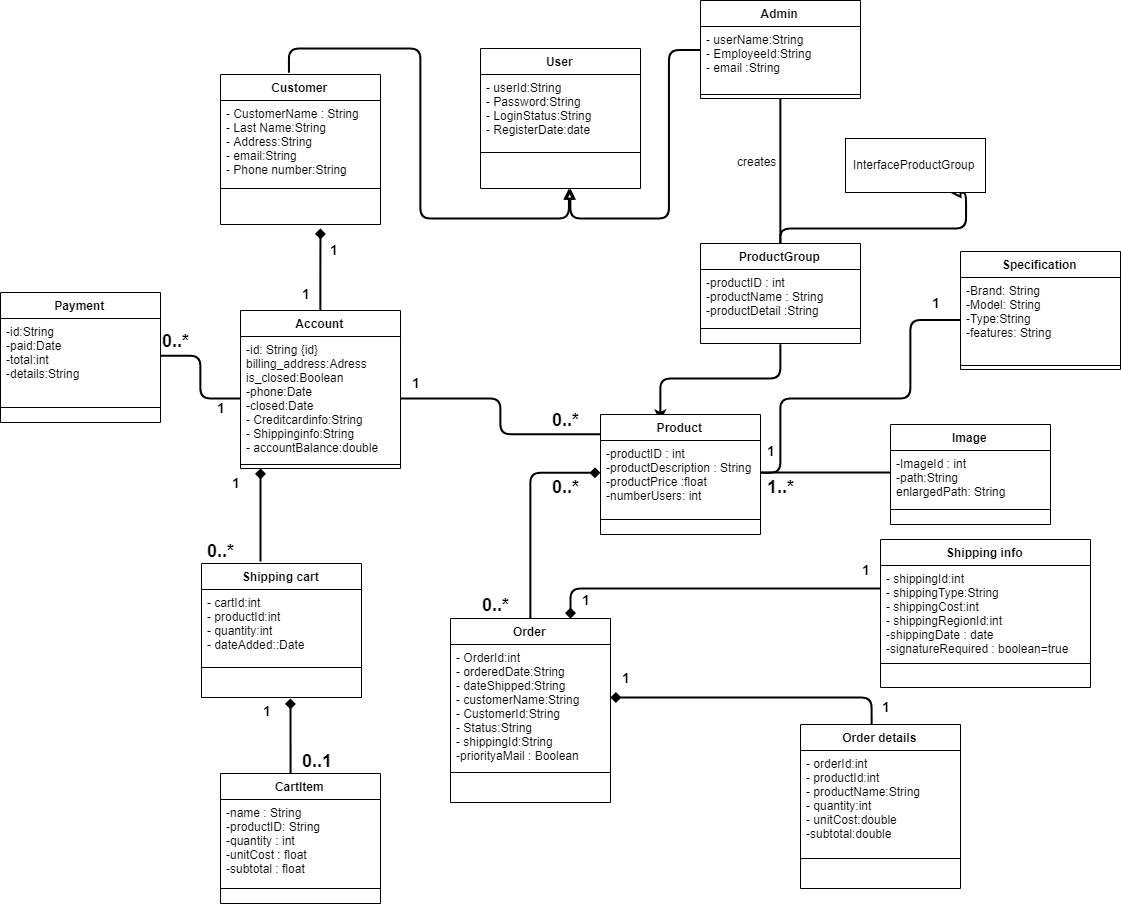 Admin
- userName:String
- EmployeeId:String
- email :String
User
- userId:String
- Password:String
- LoginStatus:String
- RegisterDate:date
Customer
- CustomerName : String
- Last Name:String
- Address:String
- email:String
- Phone number:String
creates
InterfaceProductGroup
1
1
ProductGroup
-productID : int
-productName : String
-productDetail :String
Specification
-Brand: String
-Model: String
-Type:String
-features: String
1
Payment
-id:String
-paid:Date
-total:int
-details:String
0..*
1
Account
-id: String {id}
billing_address:Adress
is_closed:Boolean
-phone:Date
-closed:Date
- Creditcardinfo:String
- Shippinginfo:String
- accountBalance:double
1
0..*
Product
-productID : int
-productDescription : String
-productPrice :float
-numberUsers: int
1
1..*
0..*
Image
-ImageId : int
-path:String
enlargedPath: String
1
0..*
Shipping cart
- cartId:int
- productId:int
- quantity:int
- dateAdded::Date
1
0..1
CartItem
-name : String
-productID: String
-quantity : int
-unitCost : float
-subtotal : float
0..*
1
1
Order
- OrderId:int
- orderedDate:String
- dateShipped:String
- customerName:String
- CustomerId:String
- Status:String
- shippingId:String
-priorityaMail : Boolean
Shipping info
- shippingId:int
- shippingType:String
- shippingCost:int
- shippingRegionId:int
-shippingDate : date
-signatureRequired : boolean=true
1
1
Order details
- orderId:int
- productId:int
- productName:String
- quantity:int
- unitCost:double
-subtotal:double